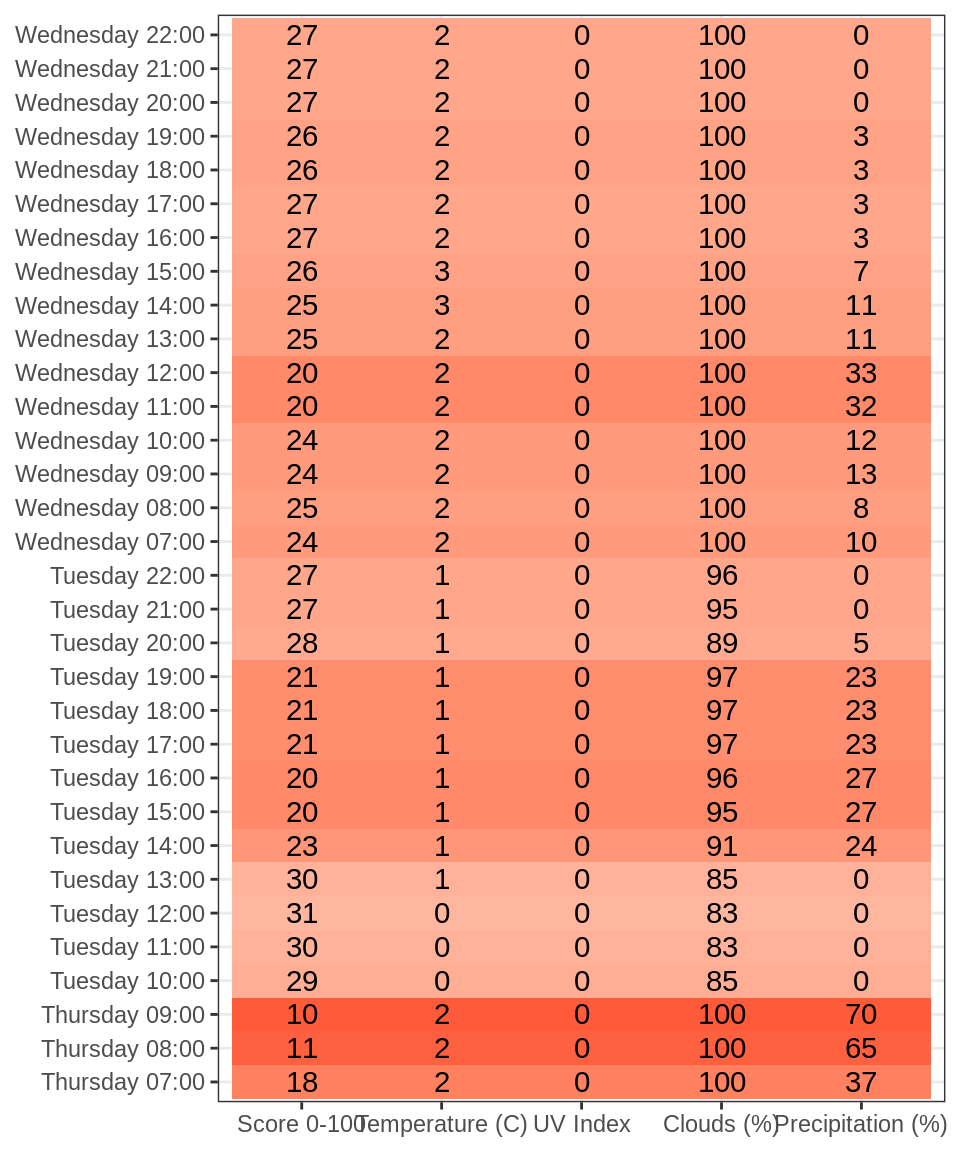 Wednesday 22:00 27 2 0 100 0
Wednesday 21:00 27 2 0 100 0
Wednesday 20:00 27 2 0 100 0
Wednesday 19:00 26 2 0 100 3
Wednesday 18:00 26 2 0 100 3
Wednesday 17:00 27 2 0 100 3
Wednesday 16:00 27 2 0 100 3
Wednesday 15:00 26 3 0 100 7
Wednesday 14:00 25 3 0 100 11
Wednesday 13:00 25 2 0 100 11
Wednesday 12:00 20 2 0 100 33
Wednesday 11:00 20 2 0 100 32
Wednesday 10:00 24 2 0 100 12
Wednesday 09:00 24 2 0 100 13
Wednesday 08:00 25 2 0 100 8
Wednesday 07:00 24 2 0 100 10
Tuesday 22:00 27 1 0 96 0
Tuesday 21:00 27 1 0 95 0
Tuesday 20:00 28 1 0 89 5
Tuesday 19:00 21 1 0 97 23
Tuesday 18:00 21 1 0 97 23
Tuesday 17:00 21 1 0 97 23
Tuesday 16:00 20 1 0 96 27
Tuesday 15:00 20 1 0 95 27
Tuesday 14:00 23 1 0 91 24
Tuesday 13:00 30 1 0 85 0
Tuesday 12:00 31 0 0 83 0
Tuesday 11:00 30 0 0 83 0
Tuesday 10:00 29 0 0 85 0
Thursday 09:00 10 2 0 100 70
Thursday 08:00 11 2 0 100 65
Thursday 07:00 18 2 0 100 37
Score 0-100 Temperature (C) UV Index Clouds (%) Precipitation (%)